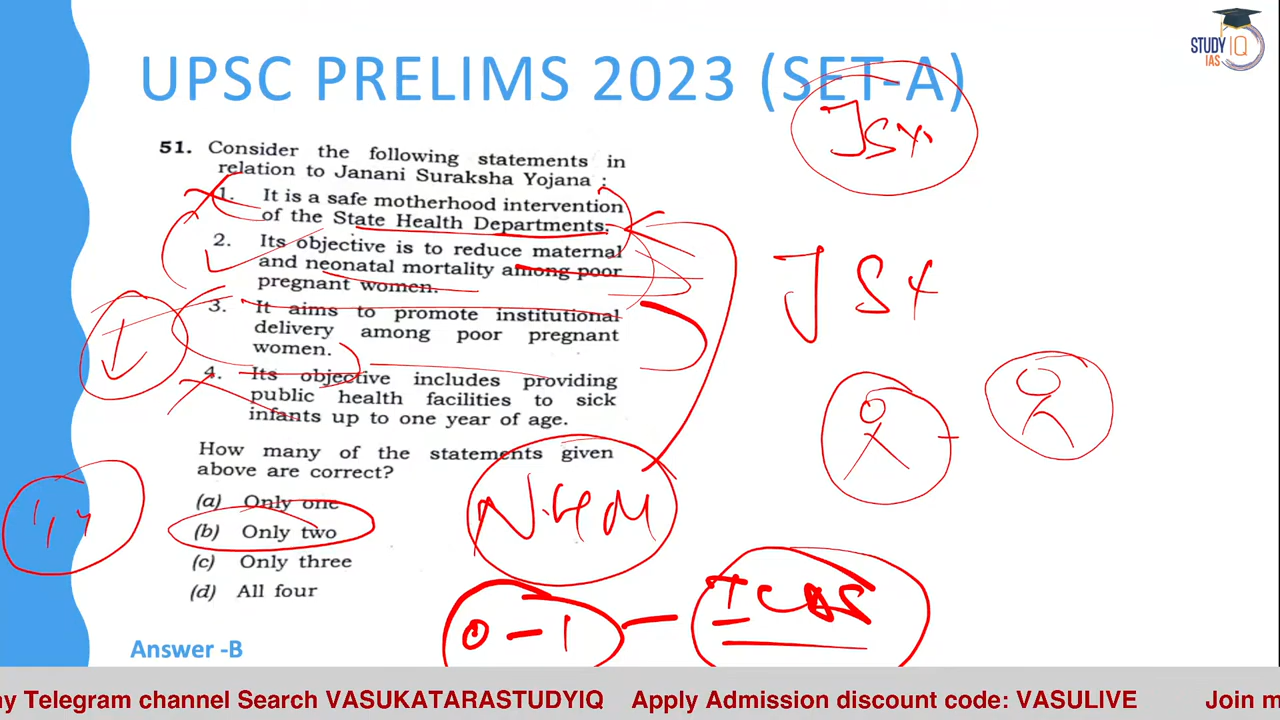 UPSC PRELIMS 2023 (SET-A)
STUDY IQ
IAS
JSY
51. Consider the following statements in
relation to Janani Suraksha Yojana :
1. It is a safe motherhood intervention
of the State Health Departments.
2. Its objective is to reduce maternal
and neonatal mortality among poor
pregnant women.
3. It aims to promote institutional
delivery among poor pregnant
women.
4. Its objective includes providing
public health facilities to sick
infants up to one year of age.
JSY
How many of the statements given
above are correct?
(a) Only one
(b) Only two
(c) Only three
(d) All four
NHM
0 - 1 - ICDS
Answer -B
y Telegram channel Search VASUKATARASTUDYIQ Apply Admission discount code: VASULIVE Join m